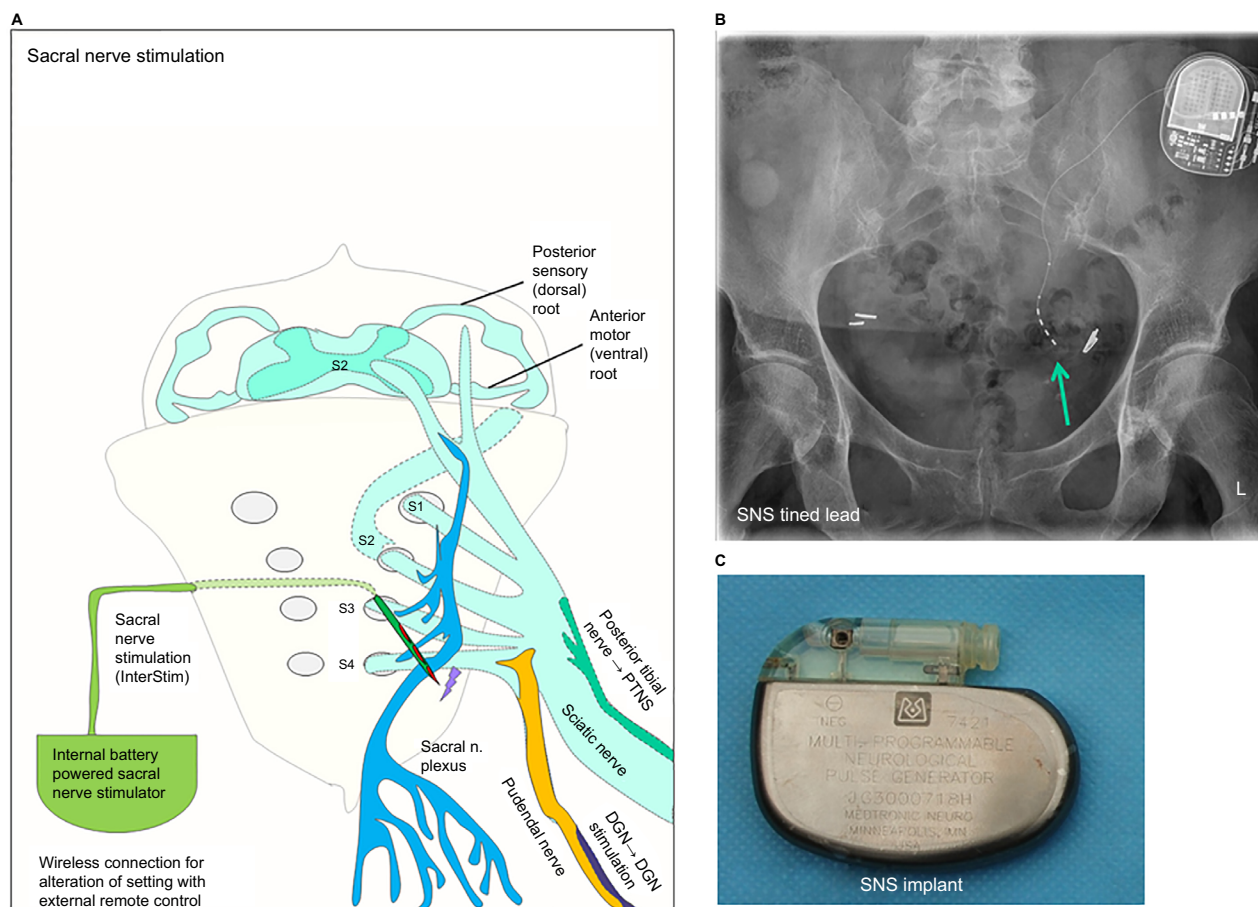 A
Sacral nerve stimulation
Posterior
sensory
(dorsal)
root
Anterior
motor
(ventral)
root
S2
S1
S2
S3
S4
Sacral
nerve
stimulation
(InterStim)
Internal battery
powered sacral
nerve stimulator
Wireless connection for
alteration of setting with
external remote control
Sacral n.
plexus
Posterior tibial
nerve → PTNS
Sciatic nerve
Pudendal nerve
DGN → DGN
stimulation
B
SNS tined lead
L
C
NEG 7421
MULTI-PROGRAMMABLE
NEUROLOGICAL
PULSE GENERATOR
JG3000718H
MEDTRONIC NEURO
MINNEAPOLIS, MN
USA
SNS implant